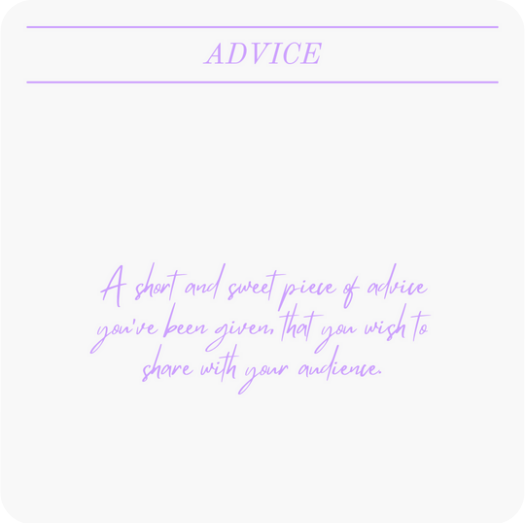 ADVICE
A short and sweet piece of advice
you've been given, that you wish to
share with your audience.